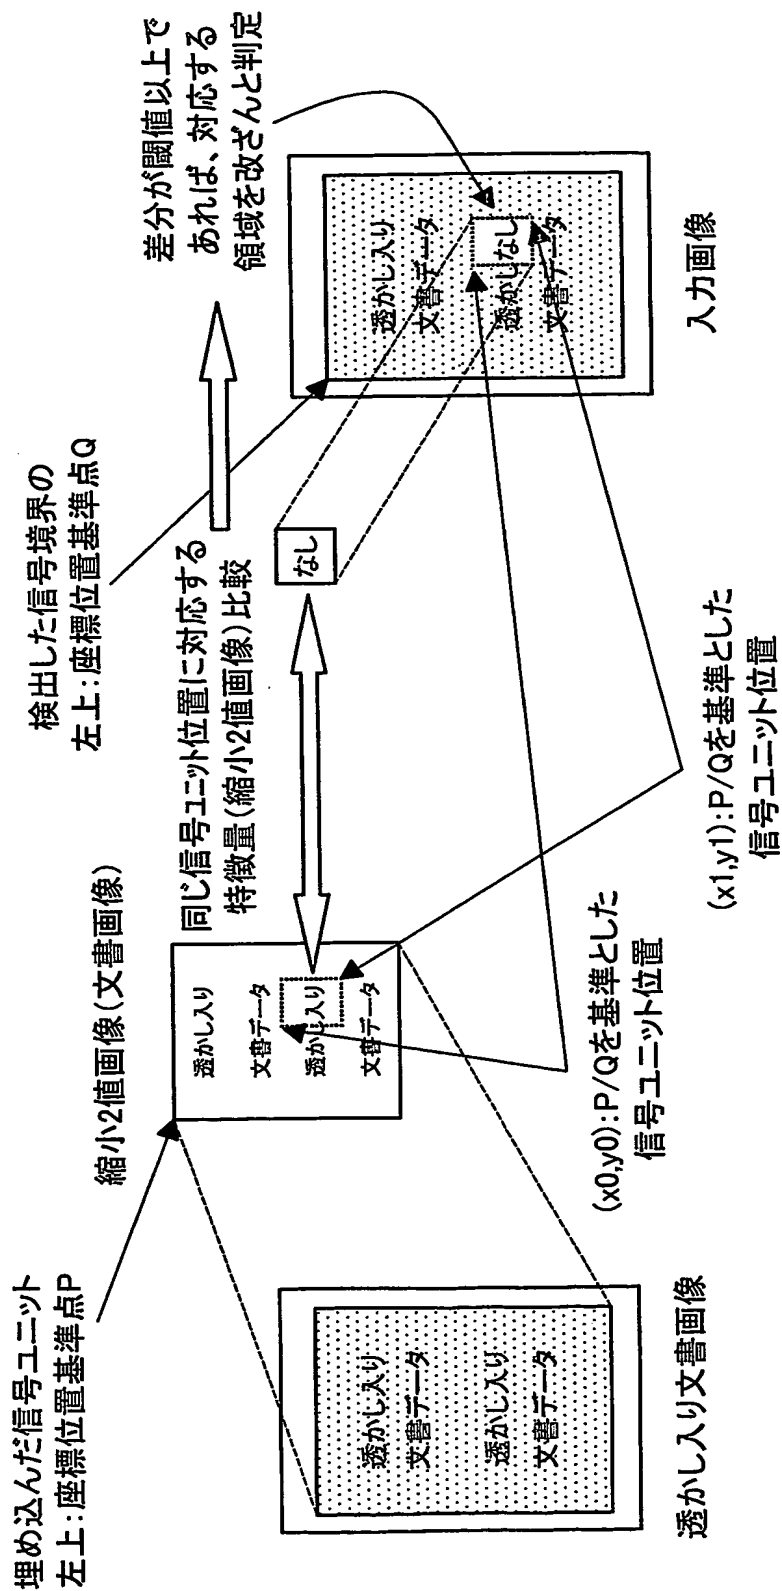 埋め込んだ信号ユニット
左上:座標位置基準点P
縮小2値画像(文書画像)
透かし入り
文書データ
透かし入り
文書データ
透かし入り
文書データ
透かし入り
文書データ
透かし入り文書画像
検出した信号境界の
左上:座標位置基準点Q
同じ信号ユニット位置に対応する
特徴量(縮小2値画像)比較
なし
差分が閾値以上で
あれば、対応する
領域を改ざんと判定
透かし入り
文書データ
透かしなし
文書データ
入力画像
(x0,y0):P/Qを基準とした
信号ユニット位置
(x1,y1):P/Qを基準とした
信号ユニット位置